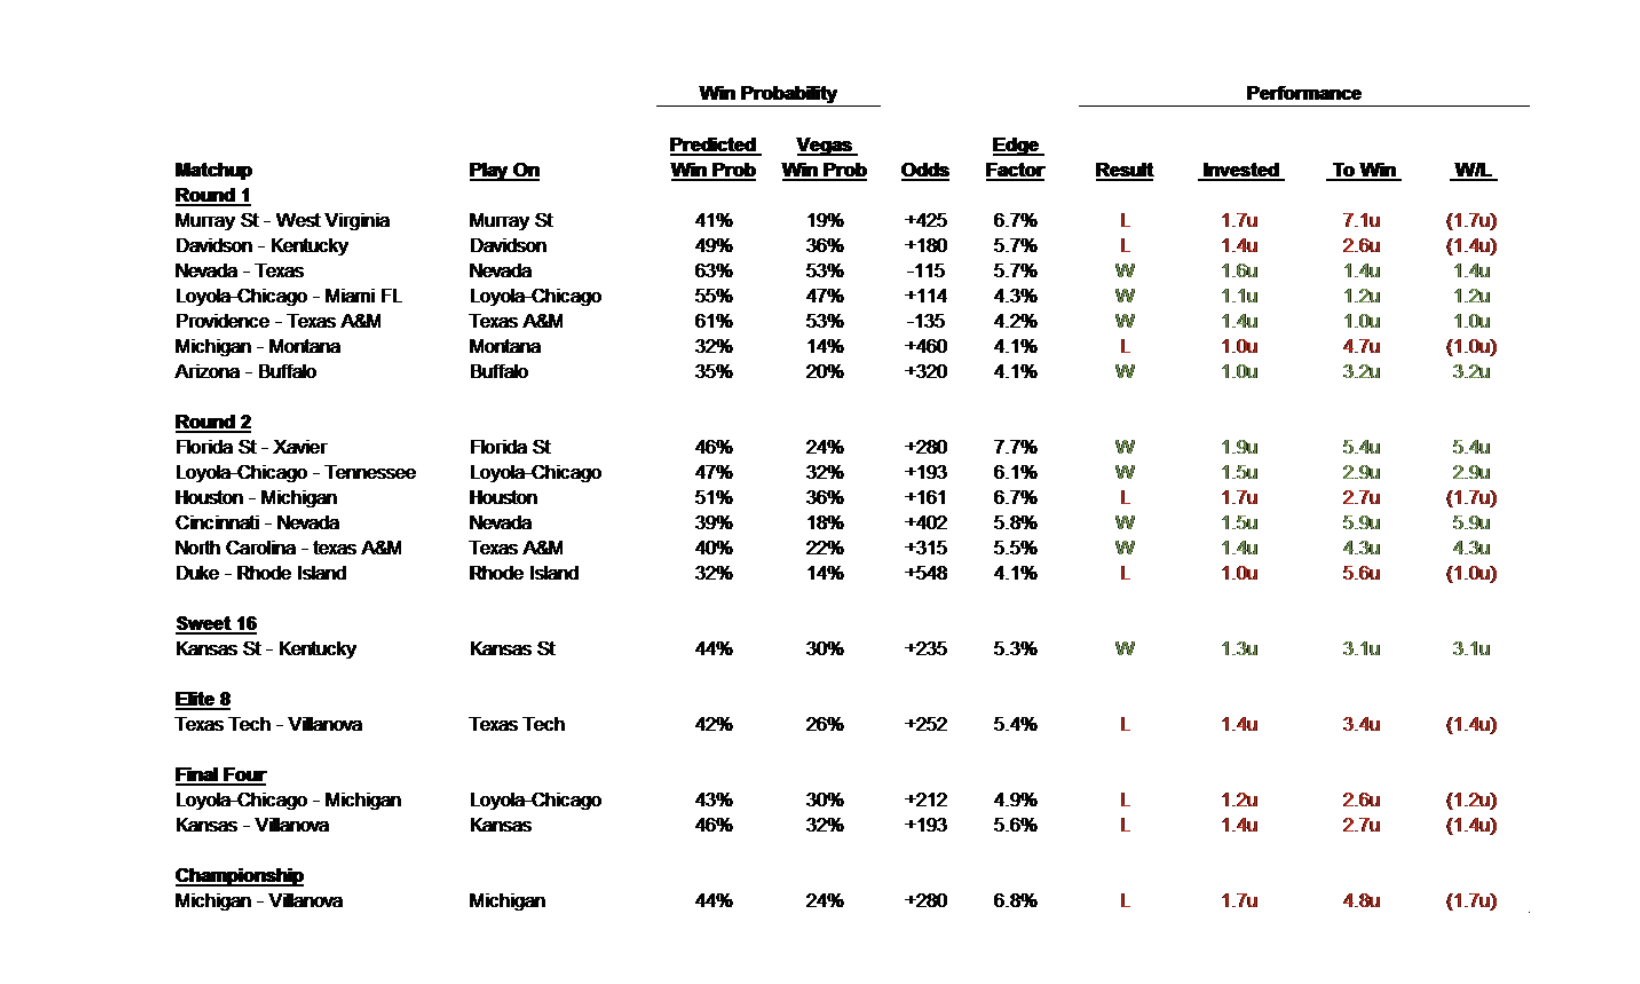 Win Probability Performance
Predicted Vegas Edge
Matchup Play On Win Prob Win Prob Odds Factor Result Invested To Win W/L
Round 1
Murray St - West Virginia Murray St 41% 19% +425 6.7% L 1.7u 7.1u (1.7u)
Davidson - Kentucky Davidson 49% 36% +180 5.7% L 1.4u 2.6u (1.4u)
Nevada - Texas Nevada 63% 53% -115 5.7% W 1.6u 1.4u 1.4u
Loyola-Chicago - Miami FL Loyola-Chicago 55% 47% +114 4.3% W 1.1u 1.2u 1.2u
Providence - Texas A&M Texas A&M 61% 53% -135 4.2% W 1.4u 1.0u 1.0u
Michigan - Montana Montana 32% 14% +460 4.1% L 1.0u 4.7u (1.0u)
Arizona - Buffalo Buffalo 35% 20% +320 4.1% W 1.0u 3.2u 3.2u
Round 2
Florida St - Xavier Florida St 46% 24% +280 7.7% W 1.9u 5.4u 5.4u
Loyola-Chicago - Tennessee Loyola-Chicago 47% 32% +193 6.1% W 1.5u 2.9u 2.9u
Houston - Michigan Houston 51% 36% +161 6.7% L 1.7u 2.7u (1.7u)
Cincinnati - Nevada Nevada 39% 18% +402 5.8% W 1.5u 5.9u 5.9u
North Carolina - texas A&M Texas A&M 40% 22% +315 5.5% W 1.4u 4.3u 4.3u
Duke - Rhode Island Rhode Island 32% 14% +548 4.1% L 1.0u 5.6u (1.0u)
Sweet 16
Kansas St - Kentucky Kansas St 44% 30% +235 5.3% W 1.3u 3.1u 3.1u
Elite 8
Texas Tech - Villanova Texas Tech 42% 26% +252 5.4% L 1.4u 3.4u (1.4u)
Final Four
Loyola-Chicago - Michigan Loyola-Chicago 43% 30% +212 4.9% L 1.2u 2.6u (1.2u)
Kansas - Villanova Kansas 46% 32% +193 5.6% L 1.4u 2.7u (1.4u)
Championship
Michigan - Villanova Michigan 44% 24% +280 6.8% L 1.7u 4.8u (1.7u)